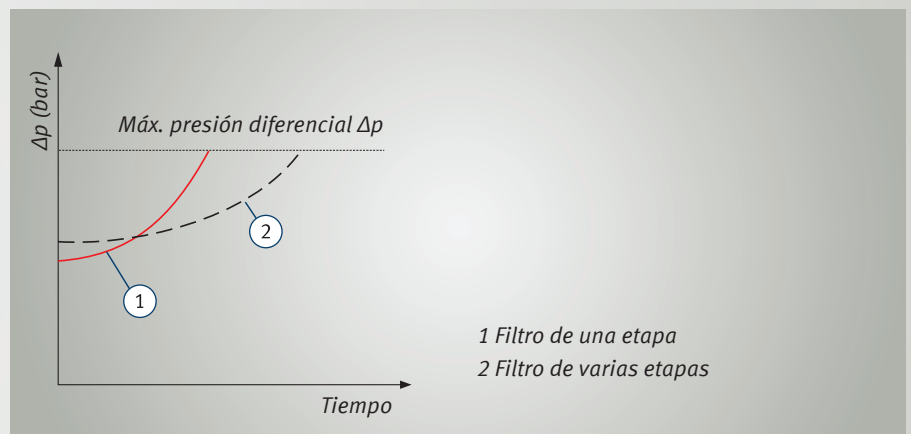 Δp (bar)
Máx. presión diferencial Δp
2
1
1 Filtro de una etapa
2 Filtro de varias etapas
Tiempo